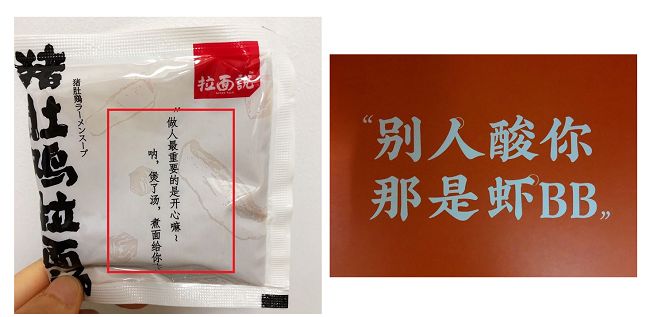 猪肚鸡拉面
猪肚鶏ラーメンスープ
拉面説
“做人最重要的是开心嘛~
呐，煲了汤，煮面给你吃”
“别人酸你
那是虾BB”